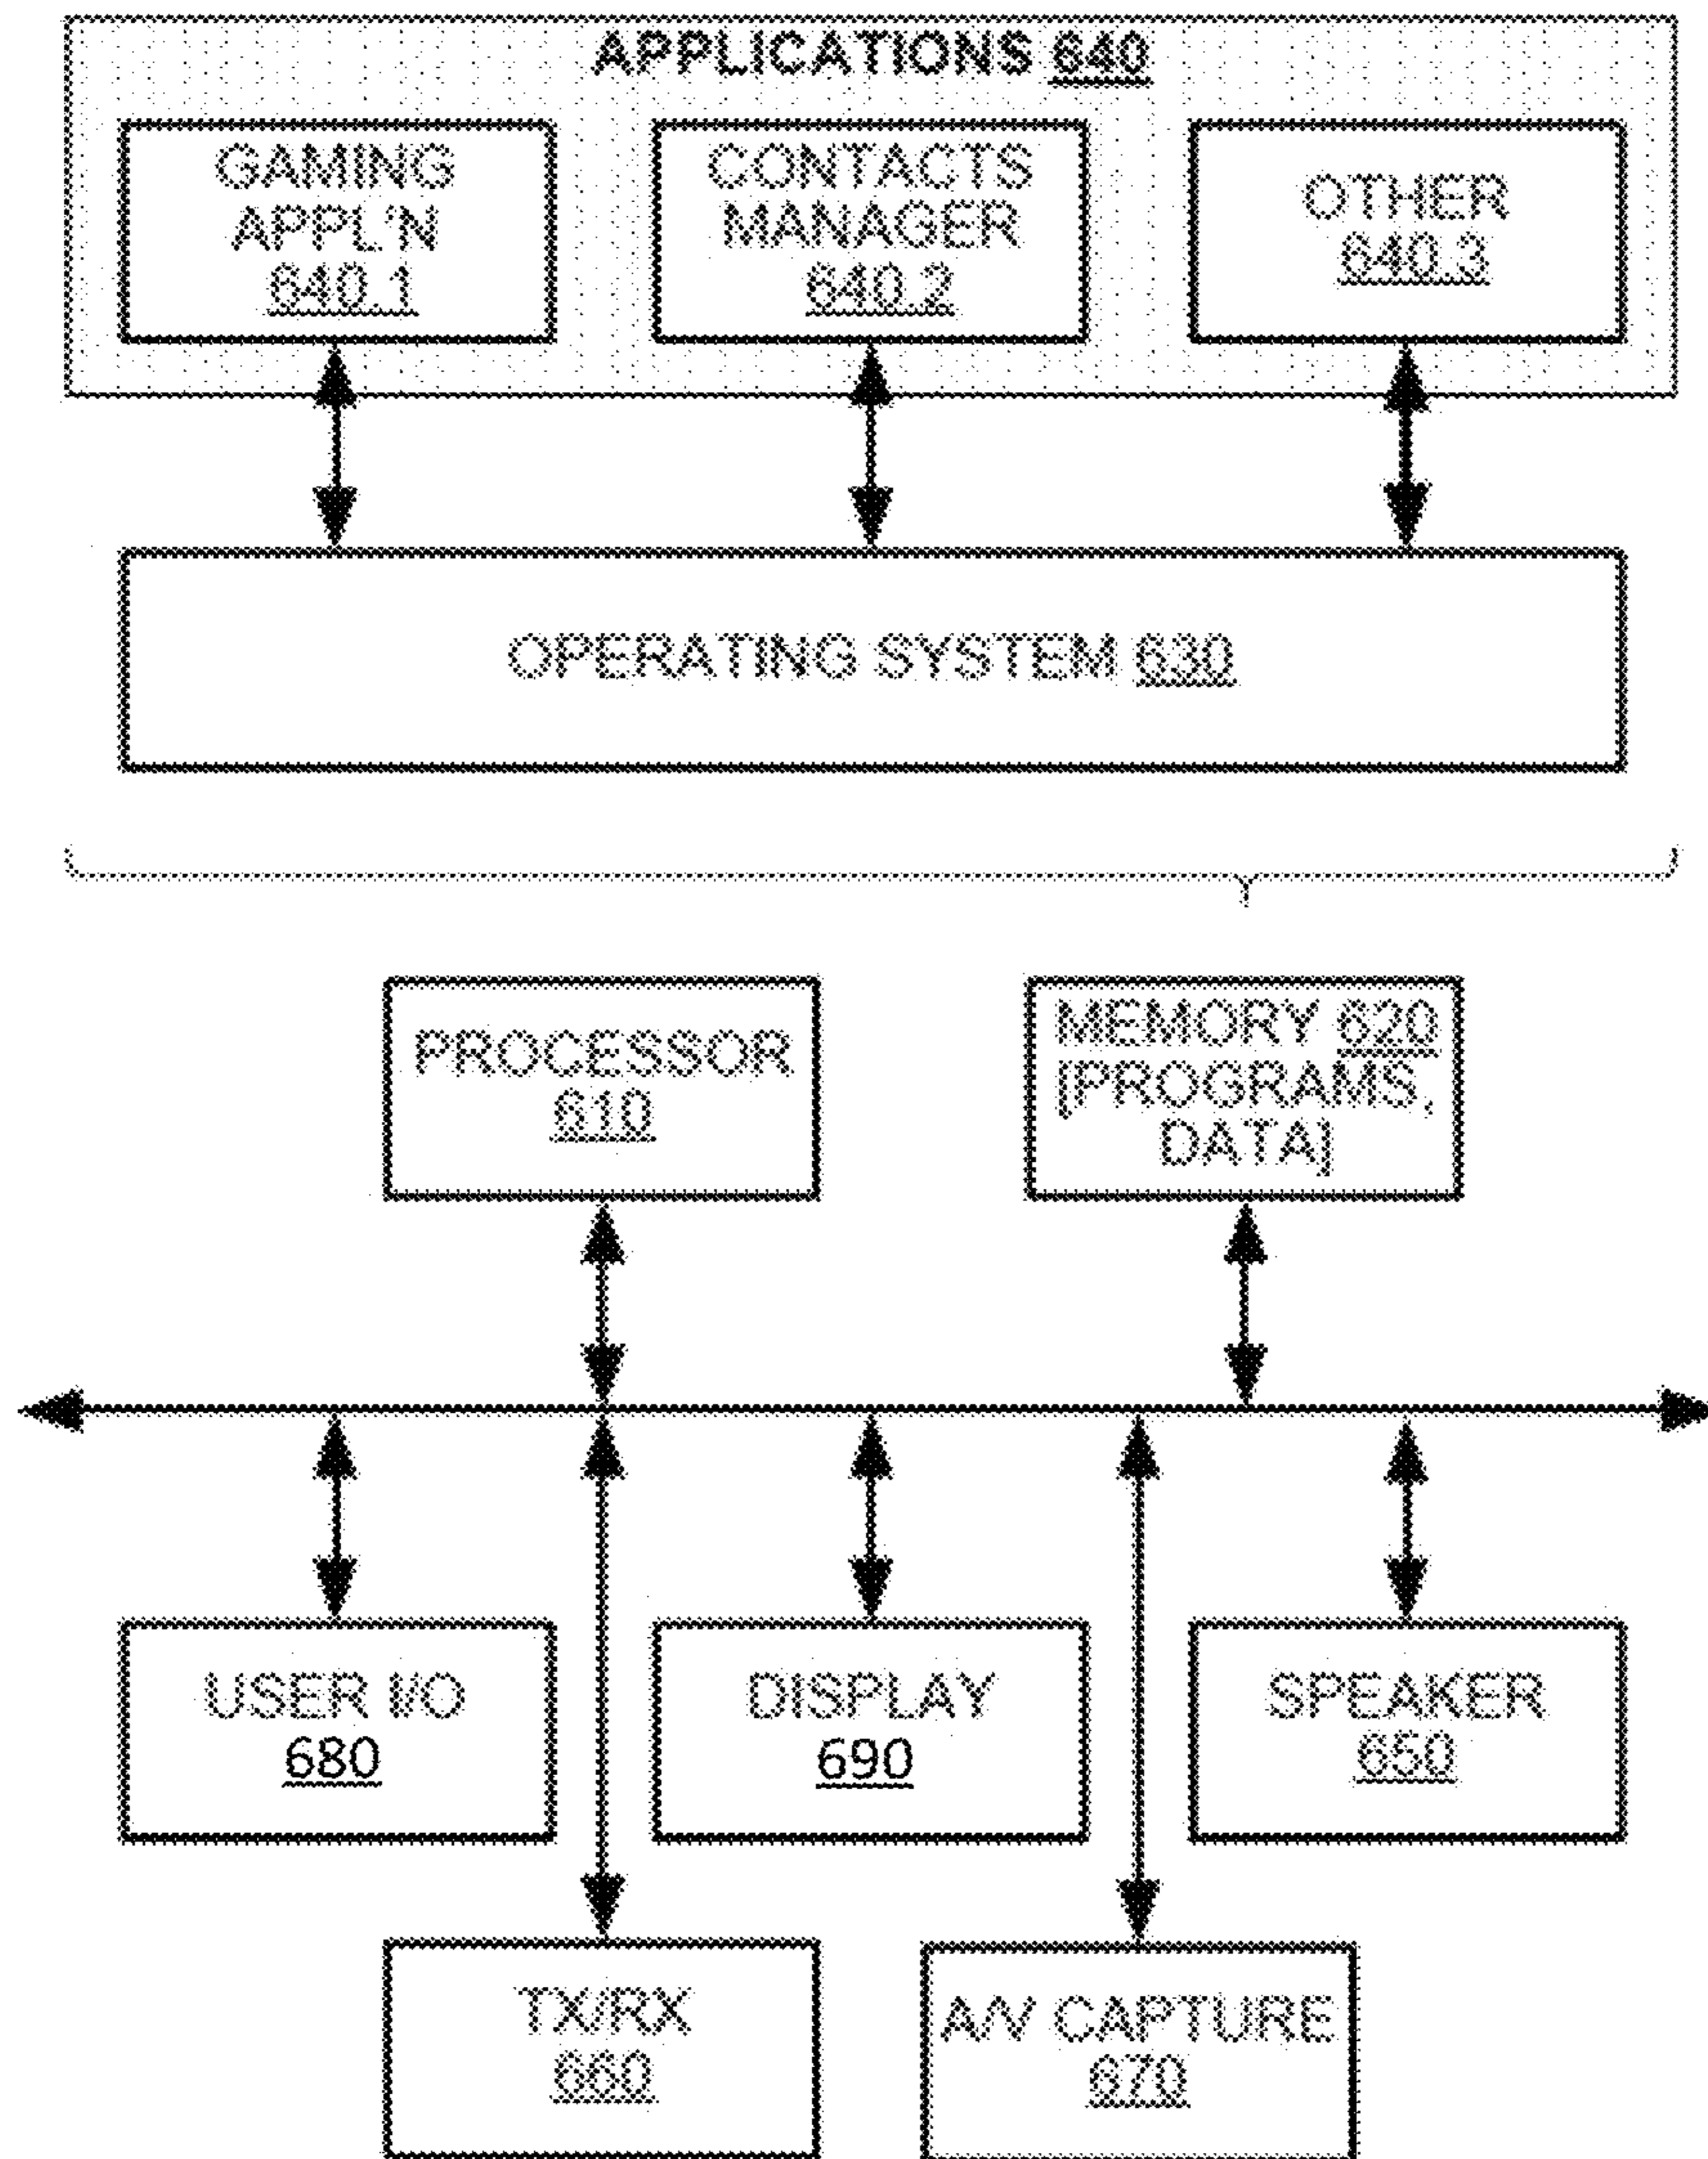 APPLICATIONS 640
GAMING
APPL'N
640.1
CONTACTS
MANAGER
640.2
OTHER
640.3
OPERATING SYSTEM 630
PROCESSOR
610
MEMORY 620
[PROGRAMS,
DATA]
USER I/O
680
DISPLAY
690
SPEAKER
650
TX/RX
660
A/V CAPTURE
670